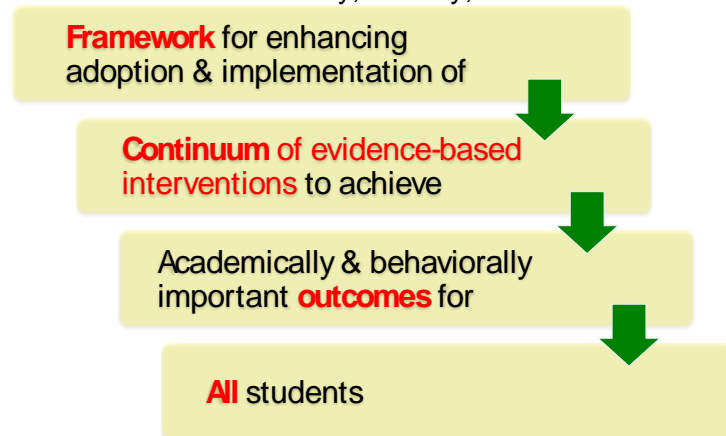 Framework for enhancing
adoption & implementation of
Continuum of evidence-based
interventions to achieve
Academically & behaviorally
important outcomes for
All students